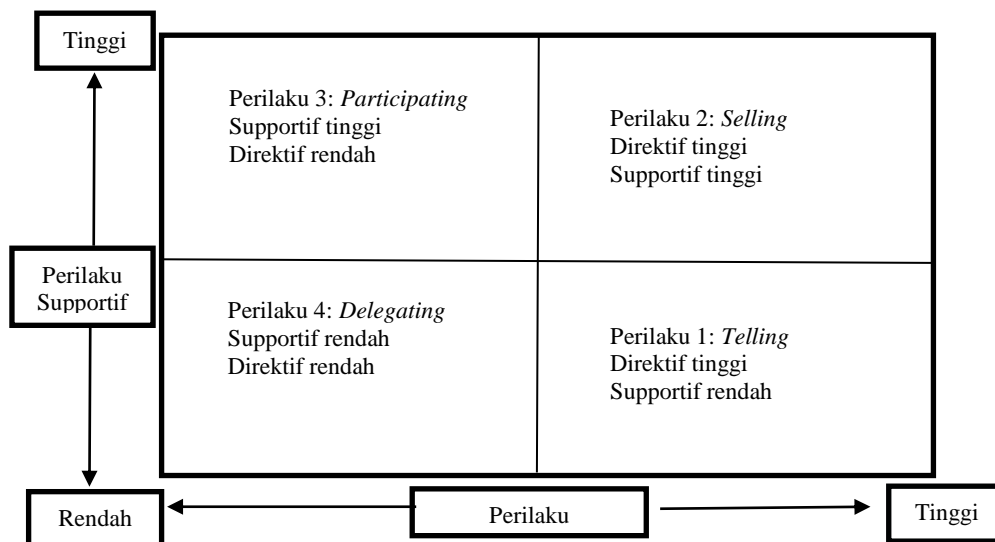 Tinggi
Perilaku 3: Participating
Supportif tinggi
Direktif rendah
Perilaku 2: Selling
Direktif tinggi
Supportif tinggi
Perilaku
Supportif
Perilaku 4: Delegating
Supportif rendah
Direktif rendah
Perilaku 1: Telling
Direktif tinggi
Supportif rendah
Rendah
Perilaku
Tinggi